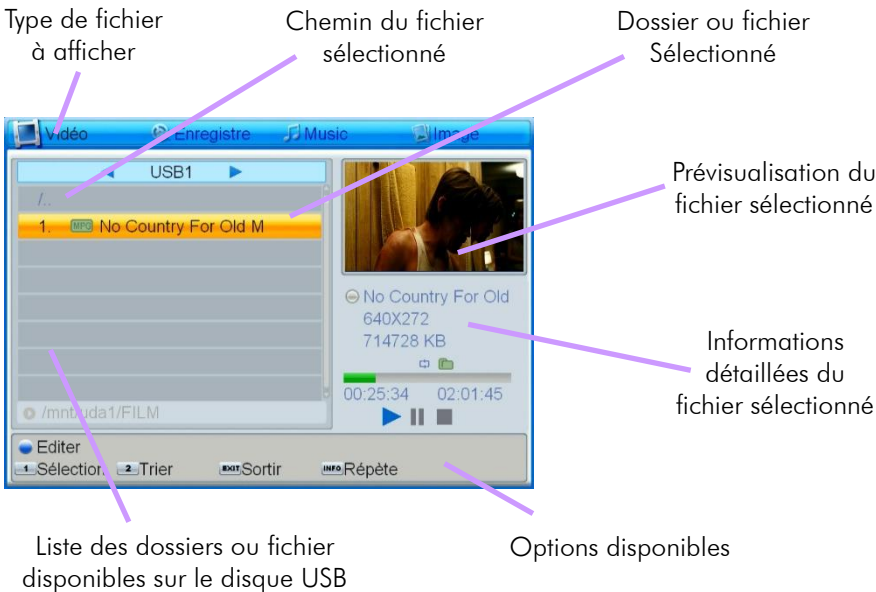 Type de fichier
à afficher
Chemin du fichier
sélectionné
Dossier ou fichier
Sélectionné
Vidéo
Enregistre
Music
Image
USB1
/..
1. MPG No Country For Old M
Prévisualisation du
fichier sélectionné
No Country For Old
640X272
714728 KB
Informations
détaillées du
fichier sélectionné
00:25:34 02:01:45
/mnt/uda1/FILM
Editer
1 Sélection 2 Trier EXIT Sortir INFO Répète
Liste des dossiers ou fichier
disponibles sur le disque USB
Options disponibles